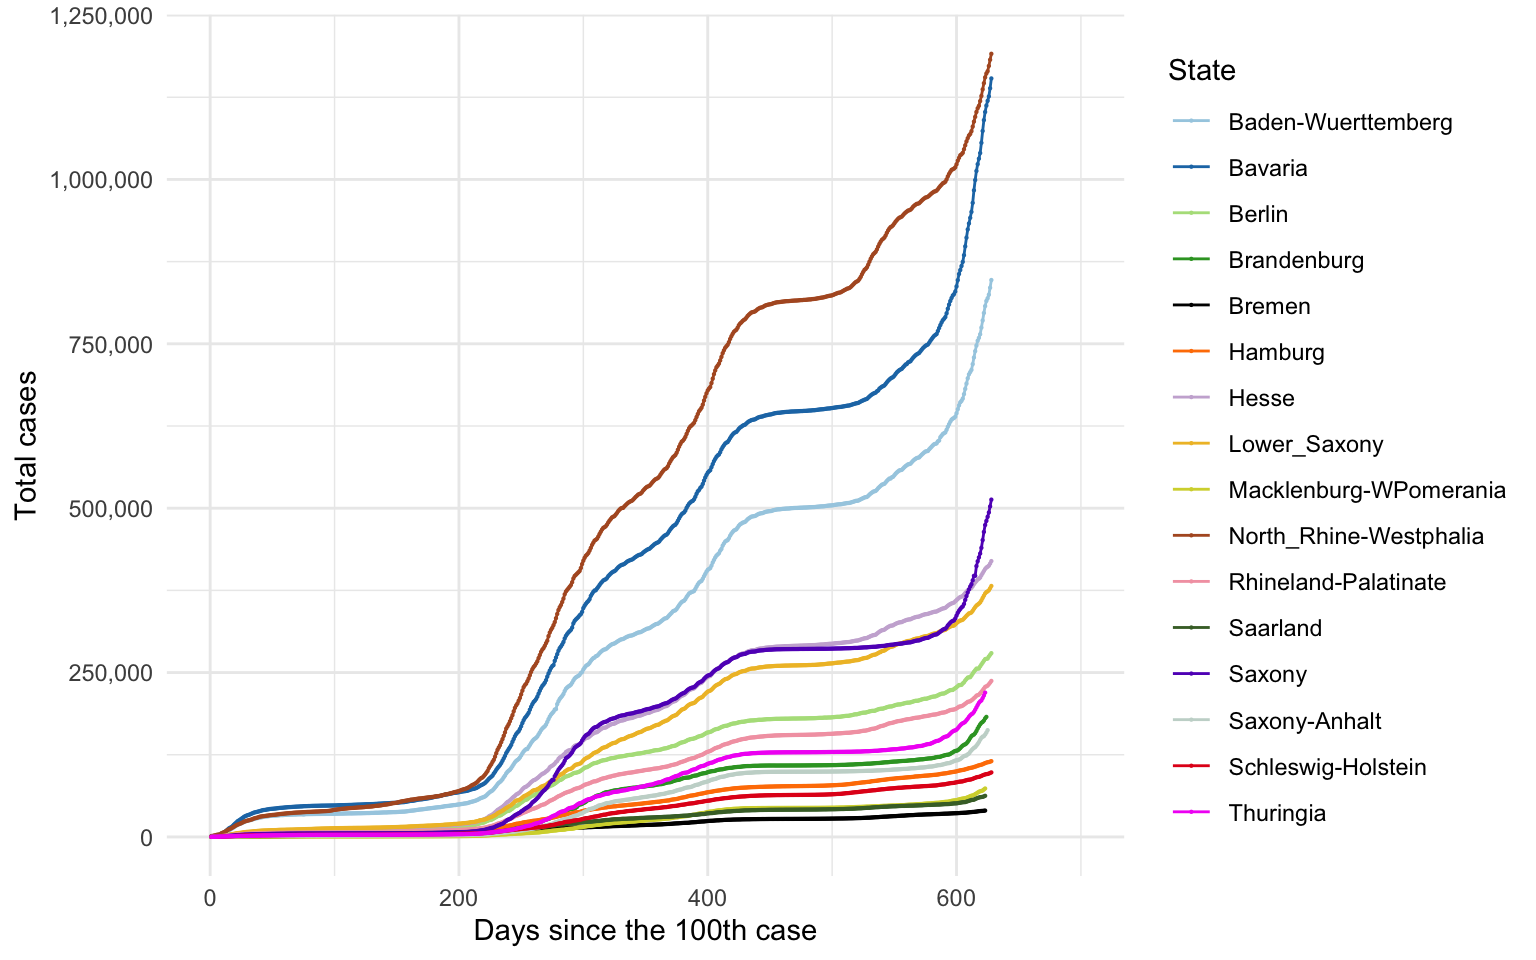 1,250,000
1,000,000
750,000
500,000
250,000
0
Total cases
0 200 400 600
Days since the 100th case
State
Baden-Wuerttemberg
Bavaria
Berlin
Brandenburg
Bremen
Hamburg
Hesse
Lower_Saxony
Macklenburg-WPomerania
North_Rhine-Westphalia
Rhineland-Palatinate
Saarland
Saxony
Saxony-Anhalt
Schleswig-Holstein
Thuringia